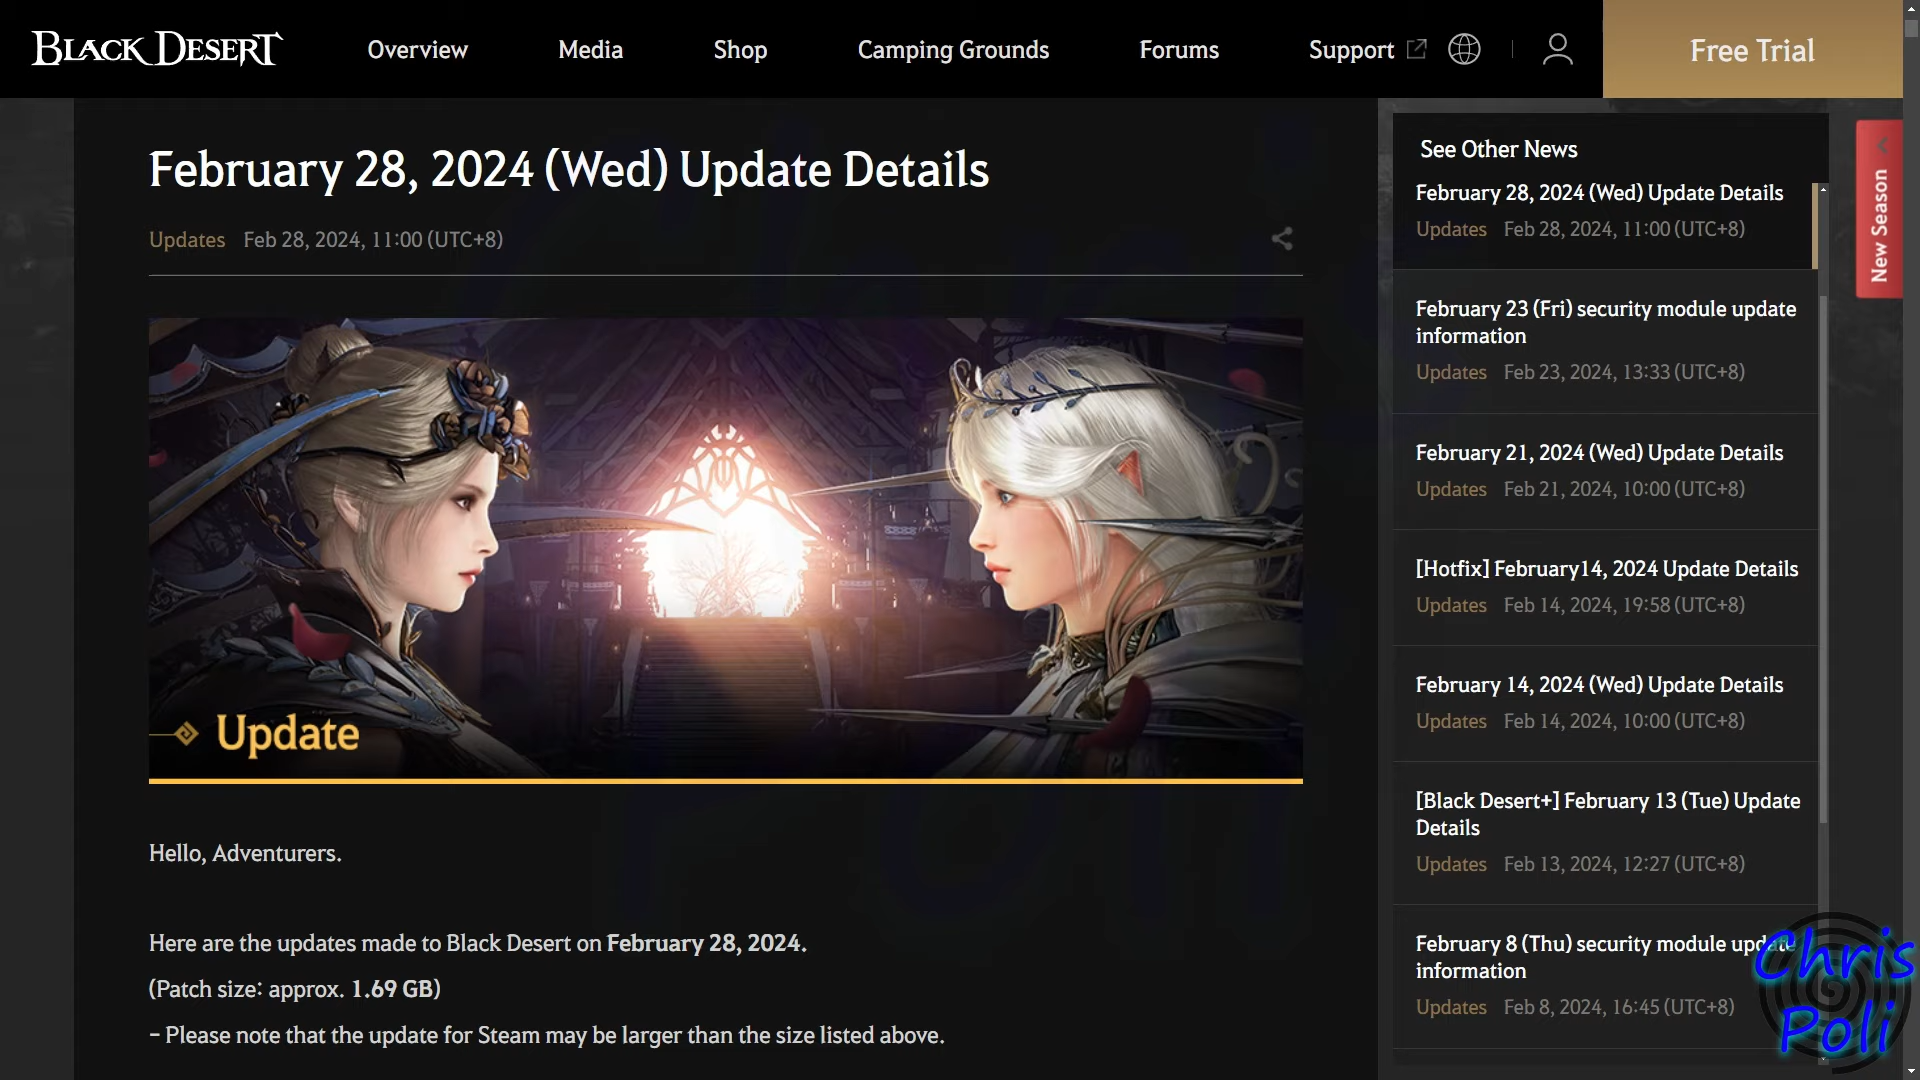 BLACK DESERT
Overview
Media
Shop
Camping Grounds
Forums
Support
Free Trial
February 28, 2024 (Wed) Update Details
Updates Feb 28, 2024, 11:00 (UTC+8)
Update
Hello, Adventurers.
Here are the updates made to Black Desert on February 28, 2024.
(Patch size: approx. 1.69 GB)
– Please note that the update for Steam may be larger than the size listed above.
See Other News
February 28, 2024 (Wed) Update Details
Updates Feb 28, 2024, 11:00 (UTC+8)
February 23 (Fri) security module update
information
Updates Feb 23, 2024, 13:33 (UTC+8)
February 21, 2024 (Wed) Update Details
Updates Feb 21, 2024, 10:00 (UTC+8)
[Hotfix] February14, 2024 Update Details
Updates Feb 14, 2024, 19:58 (UTC+8)
February 14, 2024 (Wed) Update Details
Updates Feb 14, 2024, 10:00 (UTC+8)
[Black Desert+] February 13 (Tue) Update
Details
Updates Feb 13, 2024, 12:27 (UTC+8)
February 8 (Thu) security module update
information
Updates Feb 8, 2024, 16:45 (UTC+8)
New Season
Chris
Poli